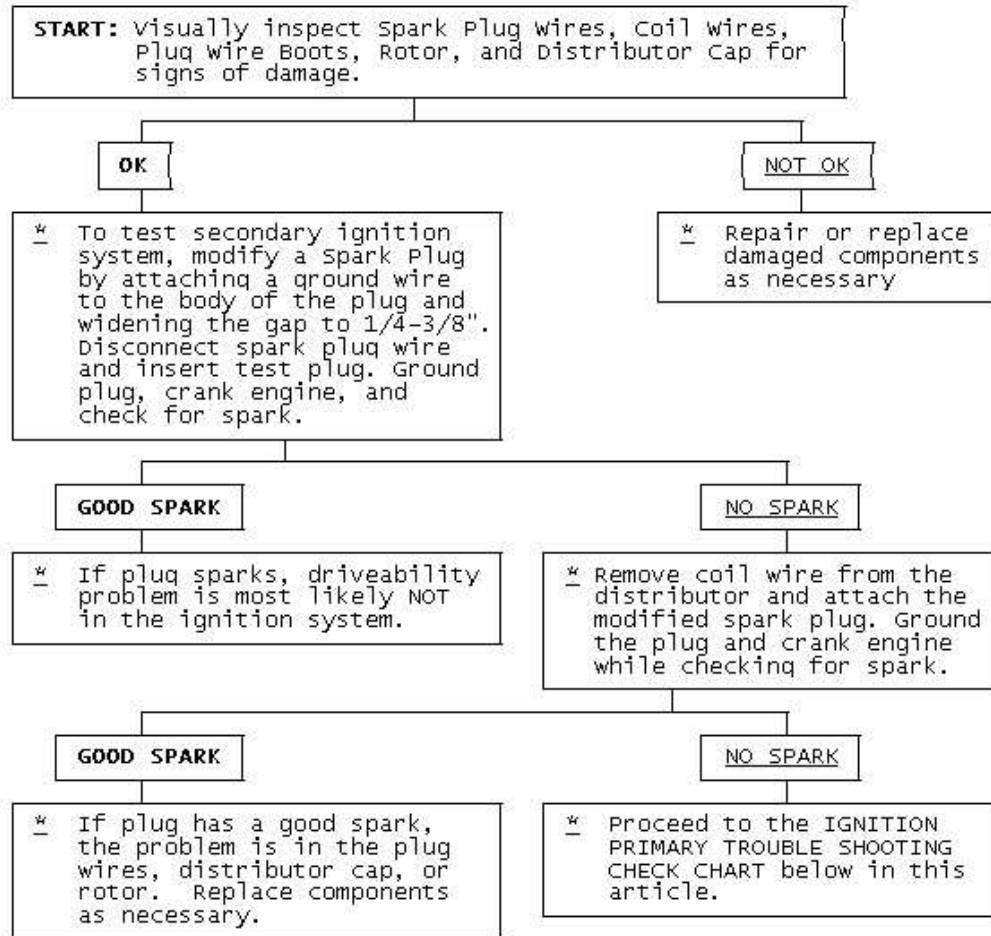 START: Visually inspect Spark Plug Wires, Coil Wires,
Plug Wire Boots, Rotor, and Distributor Cap for
signs of damage.
OK
NOT OK
* To test secondary ignition
system, modify a Spark Plug
by attaching a ground wire
to the body of the plug and
widening the gap to 1/4-3/8".
Disconnect spark plug wire
and insert test plug. Ground
plug, crank engine, and
check for spark.
* Repair or replace
damaged components
as necessary
GOOD SPARK
NO SPARK
* If plug sparks, driveability
problem is most likely NOT
in the ignition system.
* Remove coil wire from the
distributor and attach the
modified spark plug. Ground
the plug and crank engine
while checking for spark.
GOOD SPARK
NO SPARK
* If plug has a good spark,
the problem is in the plug
wires, distributor cap, or
rotor. Replace components
as necessary.
* Proceed to the IGNITION
PRIMARY TROUBLE SHOOTING
CHECK CHART below in this
article.